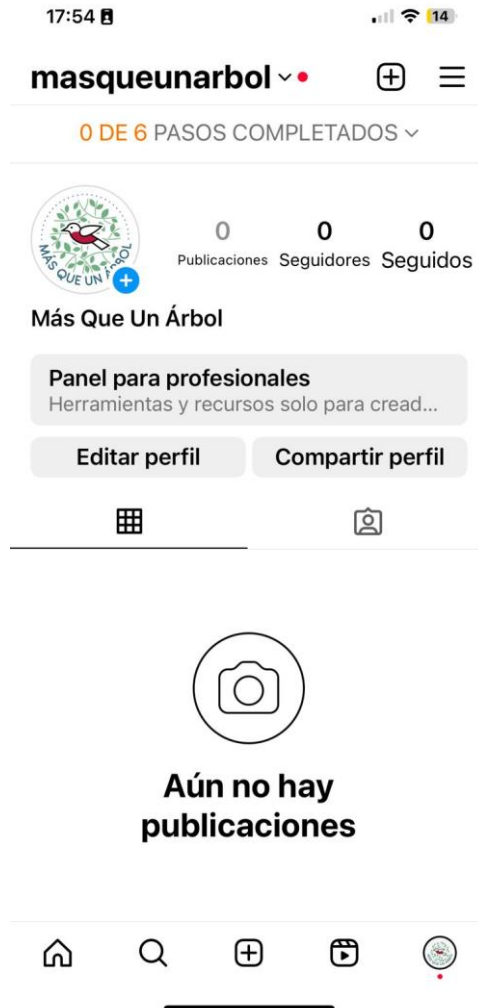 17:54
14
masqueunarbol
0 DE 6 PASOS COMPLETADOS
MÁS QUE UN ÁRBOL
0 0 0
Publicaciones Seguidores Seguidos
Más Que Un Árbol
Panel para profesionales
Herramientas y recursos solo para cread...
Editar perfil Compartir perfil
Aún no hay
publicaciones